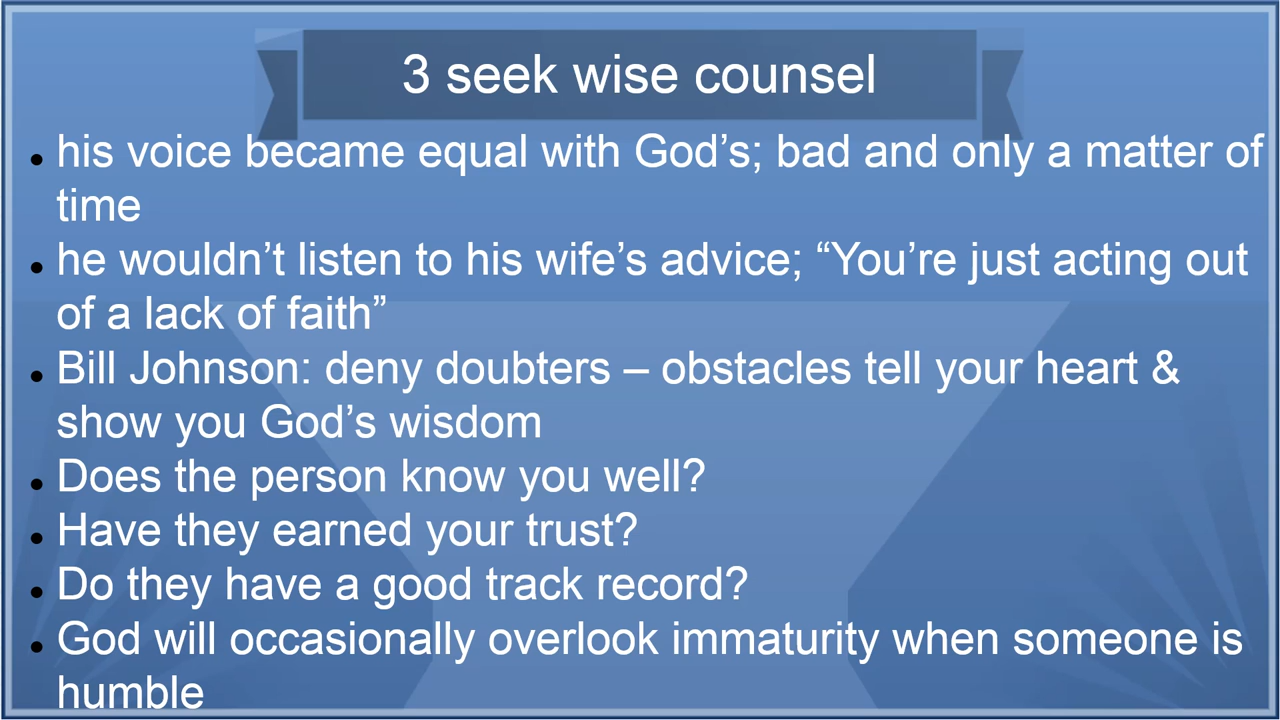 3 seek wise counsel
his voice became equal with God’s; bad and only a matter of
time
he wouldn’t listen to his wife’s advice; “You’re just acting out
of a lack of faith”
Bill Johnson: deny doubters – obstacles tell your heart &
show you God’s wisdom
Does the person know you well?
Have they earned your trust?
Do they have a good track record?
God will occasionally overlook immaturity when someone is
humble